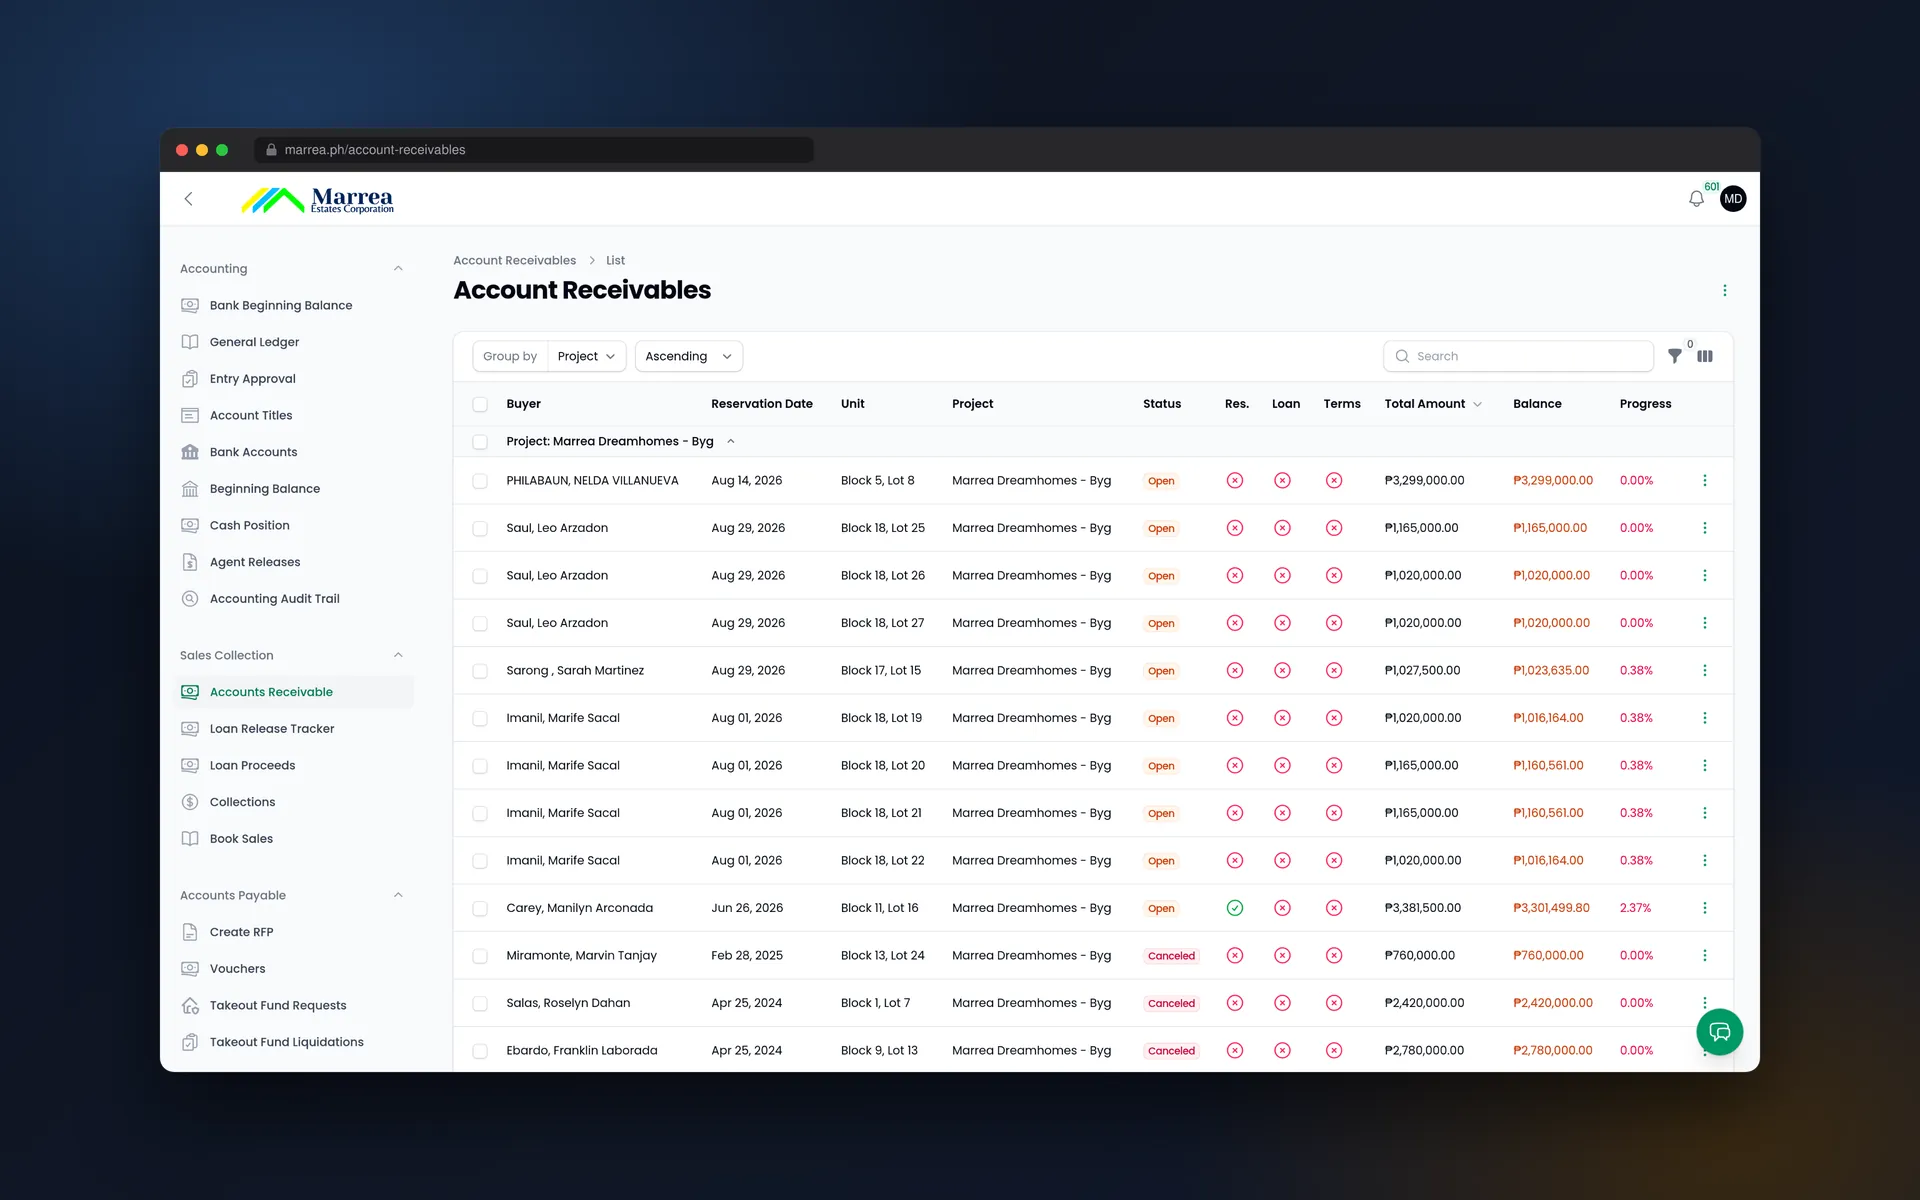 marrea.ph/account-receivables
Marrea
Estates Corporation
601
MD
Accounting
Bank Beginning Balance
General Ledger
Entry Approval
Account Titles
Bank Accounts
Beginning Balance
Cash Position
Agent Releases
Accounting Audit Trail
Sales Collection
Accounts Receivable
Loan Release Tracker
Loan Proceeds
Collections
Book Sales
Accounts Payable
Create RFP
Vouchers
Takeout Fund Requests
Takeout Fund Liquidations
Account Receivables > List
Account Receivables
Group by Project Ascending Search 0
Buyer Reservation Date Unit Project Status Res. Loan Terms Total Amount Balance Progress
Project: Marrea Dreamhomes - Byg
PHILABAUN, NELDA VILLANUEVA Aug 14, 2026 Block 5, Lot 8 Marrea Dreamhomes - Byg Open ₱3,299,000.00 ₱3,299,000.00 0.00%
Saul, Leo Arzadon Aug 29, 2026 Block 18, Lot 25 Marrea Dreamhomes - Byg Open ₱1,165,000.00 ₱1,165,000.00 0.00%
Saul, Leo Arzadon Aug 29, 2026 Block 18, Lot 26 Marrea Dreamhomes - Byg Open ₱1,020,000.00 ₱1,020,000.00 0.00%
Saul, Leo Arzadon Aug 29, 2026 Block 18, Lot 27 Marrea Dreamhomes - Byg Open ₱1,020,000.00 ₱1,020,000.00 0.00%
Sarong , Sarah Martinez Aug 29, 2026 Block 17, Lot 15 Marrea Dreamhomes - Byg Open ₱1,027,500.00 ₱1,023,635.00 0.38%
Imanil, Marife Sacal Aug 01, 2026 Block 18, Lot 19 Marrea Dreamhomes - Byg Open ₱1,020,000.00 ₱1,016,164.00 0.38%
Imanil, Marife Sacal Aug 01, 2026 Block 18, Lot 20 Marrea Dreamhomes - Byg Open ₱1,165,000.00 ₱1,160,561.00 0.38%
Imanil, Marife Sacal Aug 01, 2026 Block 18, Lot 21 Marrea Dreamhomes - Byg Open ₱1,165,000.00 ₱1,160,561.00 0.38%
Imanil, Marife Sacal Aug 01, 2026 Block 18, Lot 22 Marrea Dreamhomes - Byg Open ₱1,020,000.00 ₱1,016,164.00 0.38%
Carey, Manilyn Arconada Jun 26, 2026 Block 11, Lot 16 Marrea Dreamhomes - Byg Open ₱3,381,500.00 ₱3,301,499.80 2.37%
Miramonte, Marvin Tanjay Feb 28, 2025 Block 13, Lot 24 Marrea Dreamhomes - Byg Canceled ₱760,000.00 ₱760,000.00 0.00%
Salas, Roselyn Dahan Apr 25, 2024 Block 1, Lot 7 Marrea Dreamhomes - Byg Canceled ₱2,420,000.00 ₱2,420,000.00 0.00%
Ebardo, Franklin Laborada Apr 25, 2024 Block 9, Lot 13 Marrea Dreamhomes - Byg Canceled ₱2,780,000.00 ₱2,780,000.00 0.00%